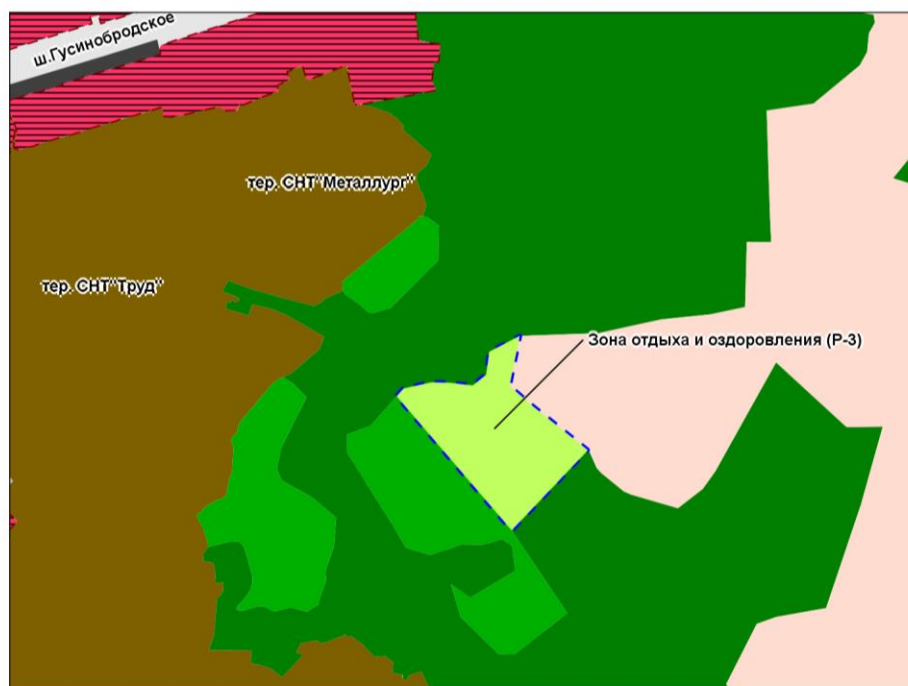 ш.Гусинобродское
тер. СНТ"Металлург"
тер. СНТ"Труд"
Зона отдыха и оздоровления (Р-3)